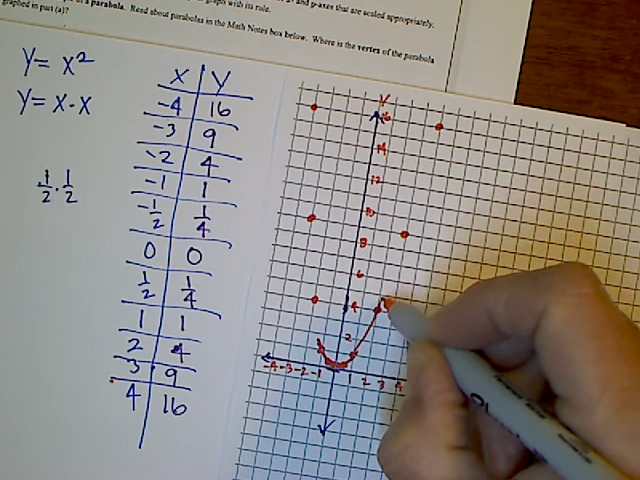 y-axes that are scaled appropriately.
graph with its rule.
parabola. Read about parabolas in the Math Notes box below. Where is the vertex of the parabola
graphed in part (a)?
Y = X²
Y = X · X
1/2 · 1/2
X Y
-4 16
-3 9
-2 4
-1 1
-1/2 1/4
0 0
1/2 1/4
1 1
2 4
3 9
4 16
Y
16
14
12
10
8
6
4
2
-4 -3 -2 -1 1 2 3 4